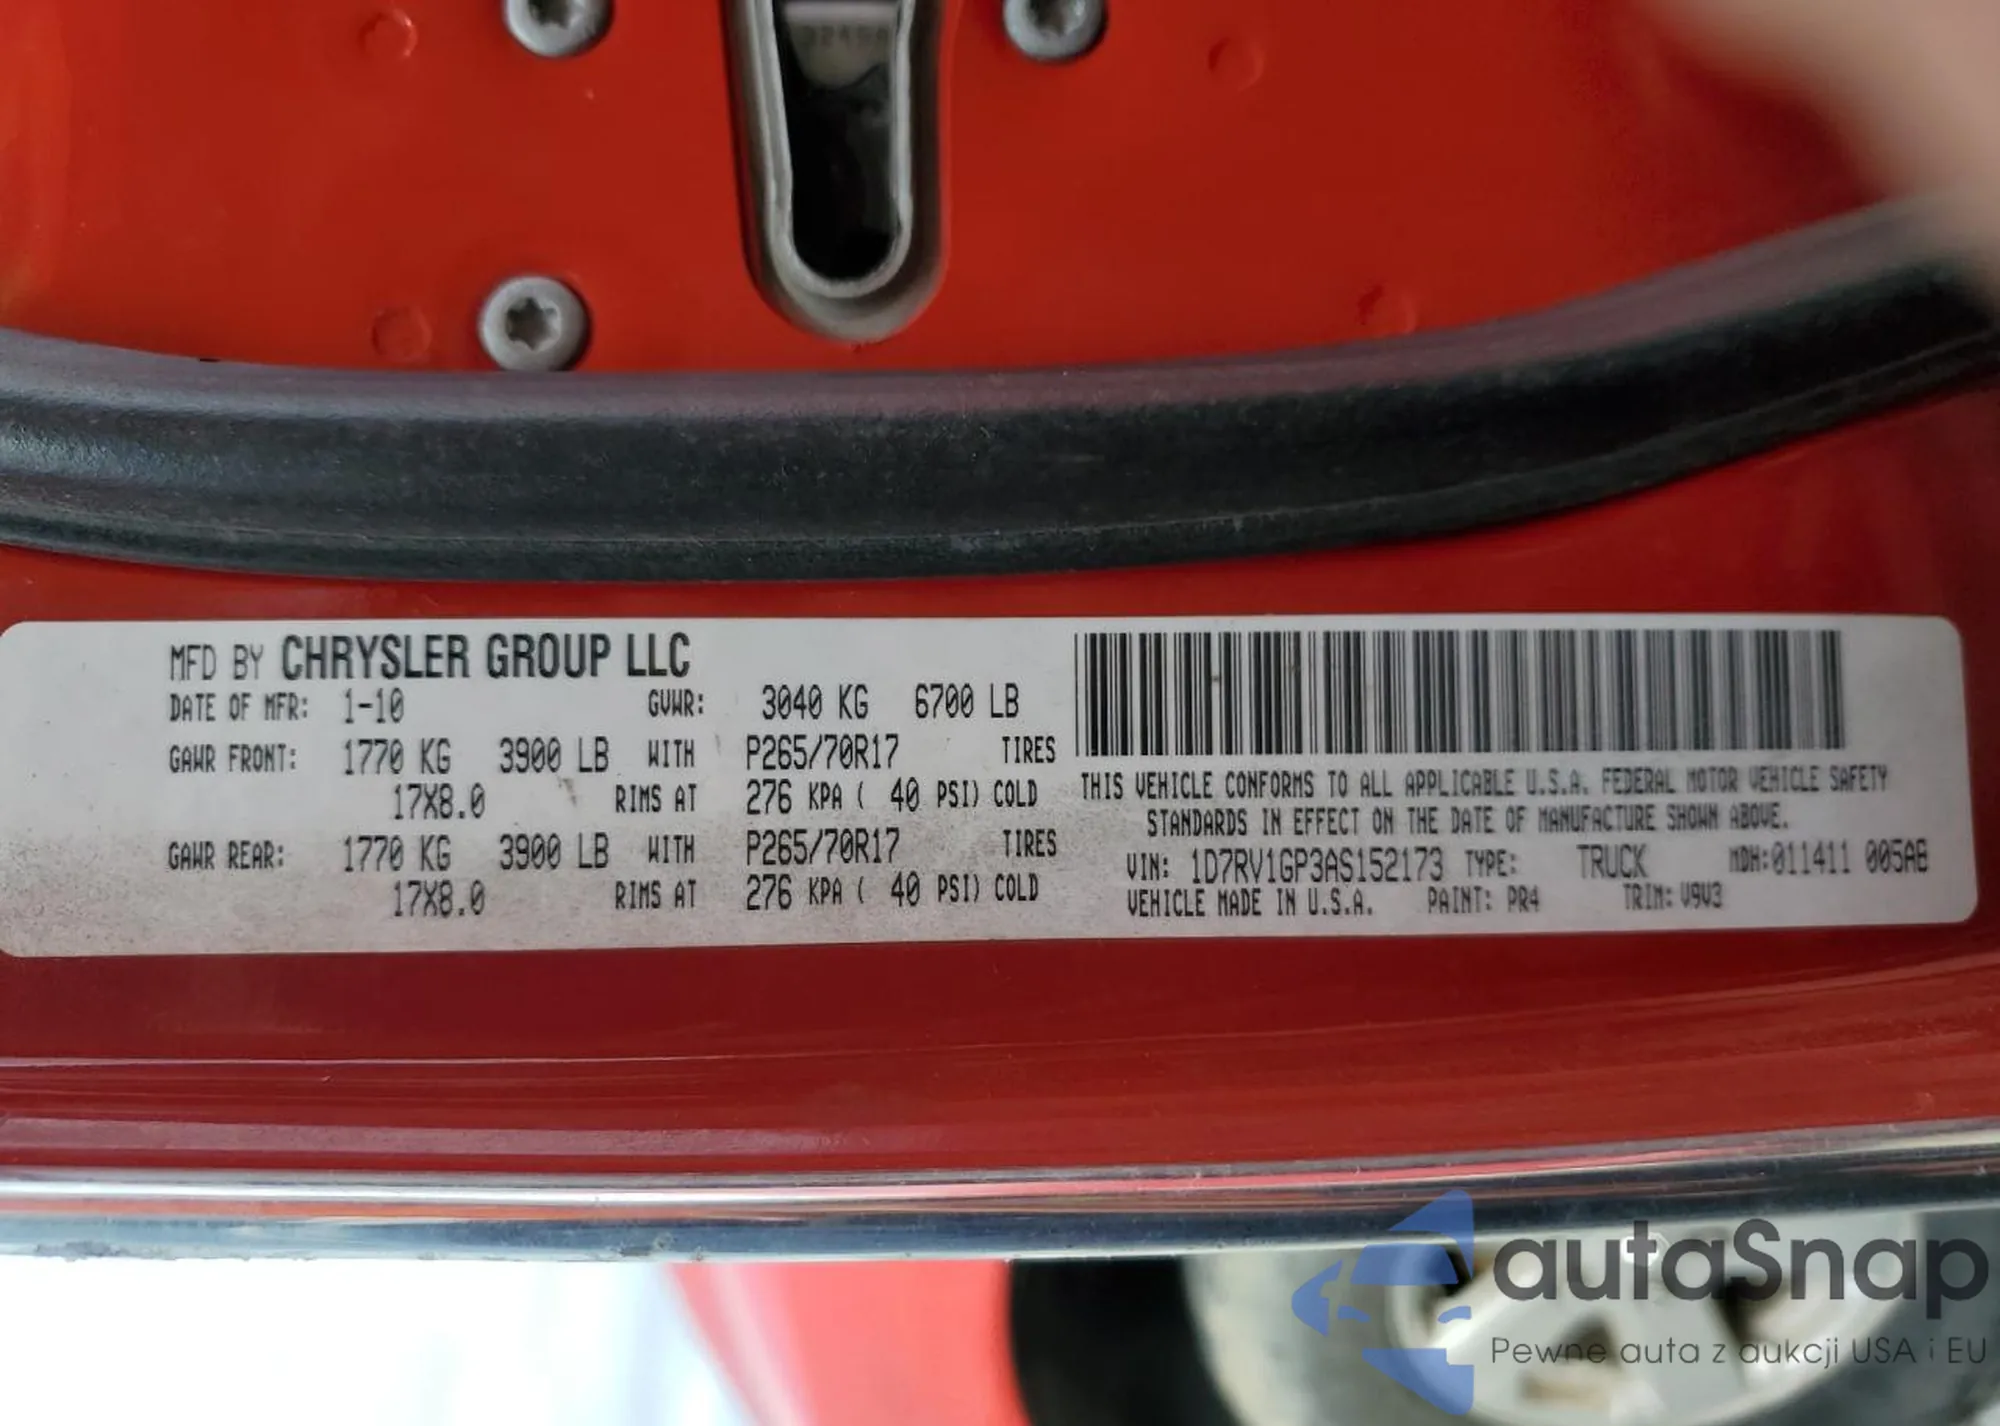 MFD BY CHRYSLER GROUP LLC
DATE OF MFR: 1-10 GVWR: 3040 KG 6700 LB
GAWR FRONT: 1770 KG 3900 LB WITH P265/70R17 TIRES
17X8.0 RIMS AT 276 KPA ( 40 PSI) COLD
GAWR REAR: 1770 KG 3900 LB WITH P265/70R17 TIRES
17X8.0 RIMS AT 276 KPA ( 40 PSI) COLD
THIS VEHICLE CONFORMS TO ALL APPLICABLE U.S.A. FEDERAL MOTOR VEHICLE SAFETY
STANDARDS IN EFFECT ON THE DATE OF MANUFACTURE SHOWN ABOVE.
VIN: 1D7RV1GP3AS152173 TYPE: TRUCK MDH:011411 005AB
VEHICLE MADE IN U.S.A. PAINT: PR4 TRIM: V9V3
autoSnap
Pewne auta z aukcji USA i EU